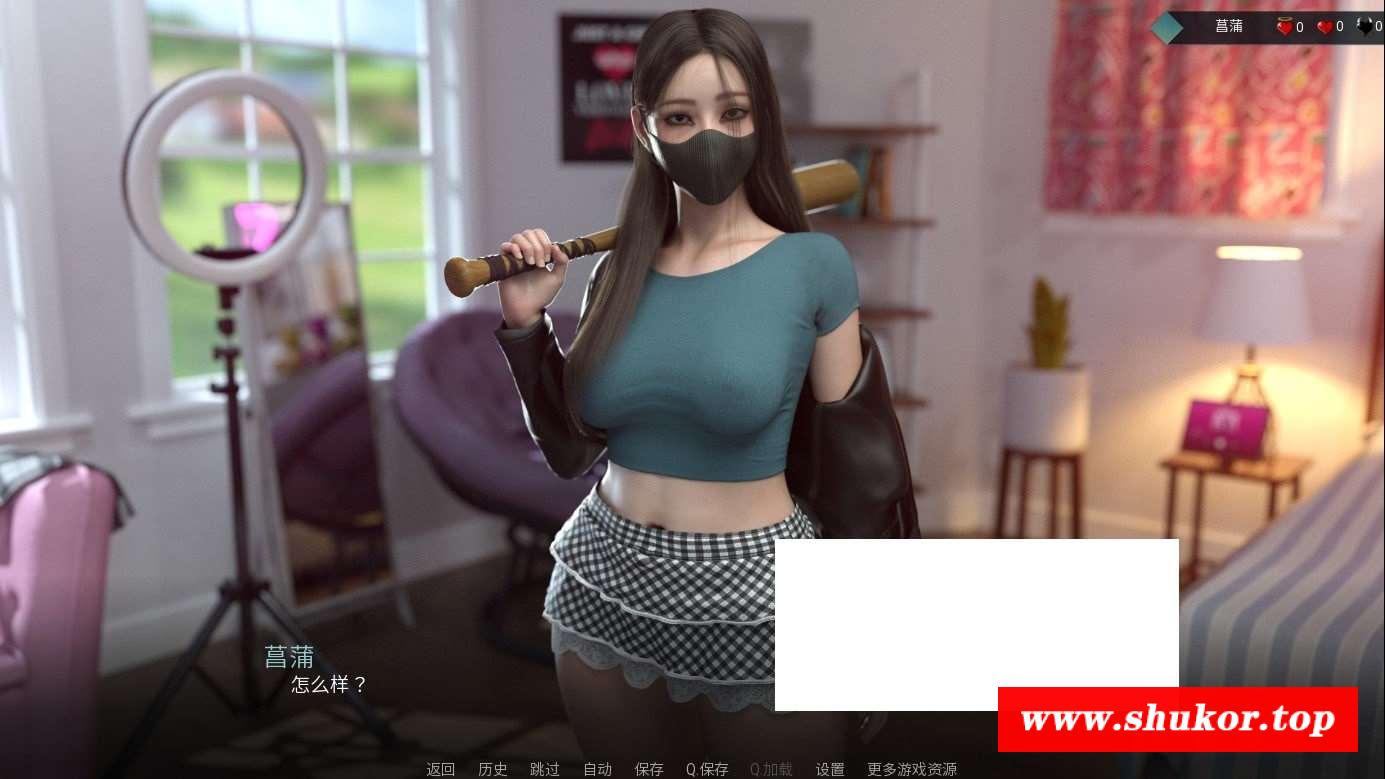 菖蒲 0 0 0
菖蒲
怎么样？
www.shukor.top
返回 历史 跳过 自动 保存 Q.保存 Q.加载 设置 更多游戏资源